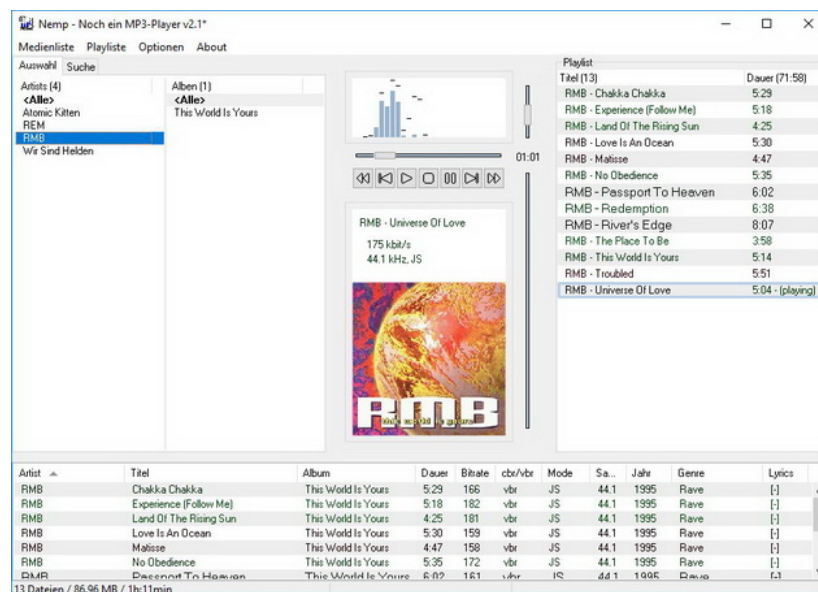 Nemp - Noch ein MP3-Player v2.1*
Medienliste Playliste Optionen About
Auswahl Suche
Artists (4)
<Alle>
Atomic Kitten
REM
RMB
Wir Sind Helden
Alben (1)
<Alle>
This World Is Yours
01:01
RMB - Universe Of Love
175 kbit/s
44.1 kHz, JS
RMB
this world is yours
Playlist
Titel (13) Dauer (71:58)
RMB - Chakka Chakka 5:29
RMB - Experience (Follow Me) 5:18
RMB - Land Of The Rising Sun 4:25
RMB - Love Is An Ocean 5:30
RMB - Matisse 4:47
RMB - No Obedience 5:35
RMB - Passport To Heaven 6:02
RMB - Redemption 6:38
RMB - River's Edge 8:07
RMB - The Place To Be 3:58
RMB - This World Is Yours 5:14
RMB - Troubled 5:51
RMB - Universe Of Love 5:04 - (playing)
Artist Titel Album Dauer Bitrate cbr/vbr Mode Sa... Jahr Genre Lyrics
RMB Chakka Chakka This World Is Yours 5:29 166 vbr JS 44.1 1995 Rave [-]
RMB Experience (Follow Me) This World Is Yours 5:18 182 vbr JS 44.1 1995 Rave [-]
RMB Land Of The Rising Sun This World Is Yours 4:25 181 vbr JS 44.1 1995 Rave [-]
RMB Love Is An Ocean This World Is Yours 5:30 159 vbr JS 44.1 1995 Rave [-]
RMB Matisse This World Is Yours 4:47 158 vbr JS 44.1 1995 Rave [-]
RMB No Obedience This World Is Yours 5:35 172 vbr JS 44.1 1995 Rave [-]
RMB Passport To Heaven This World Is Yours 6:02 161 vbr JS 44.1 1995 Rave [-]
13 Dateien / 86,96 MB / 1h:11min